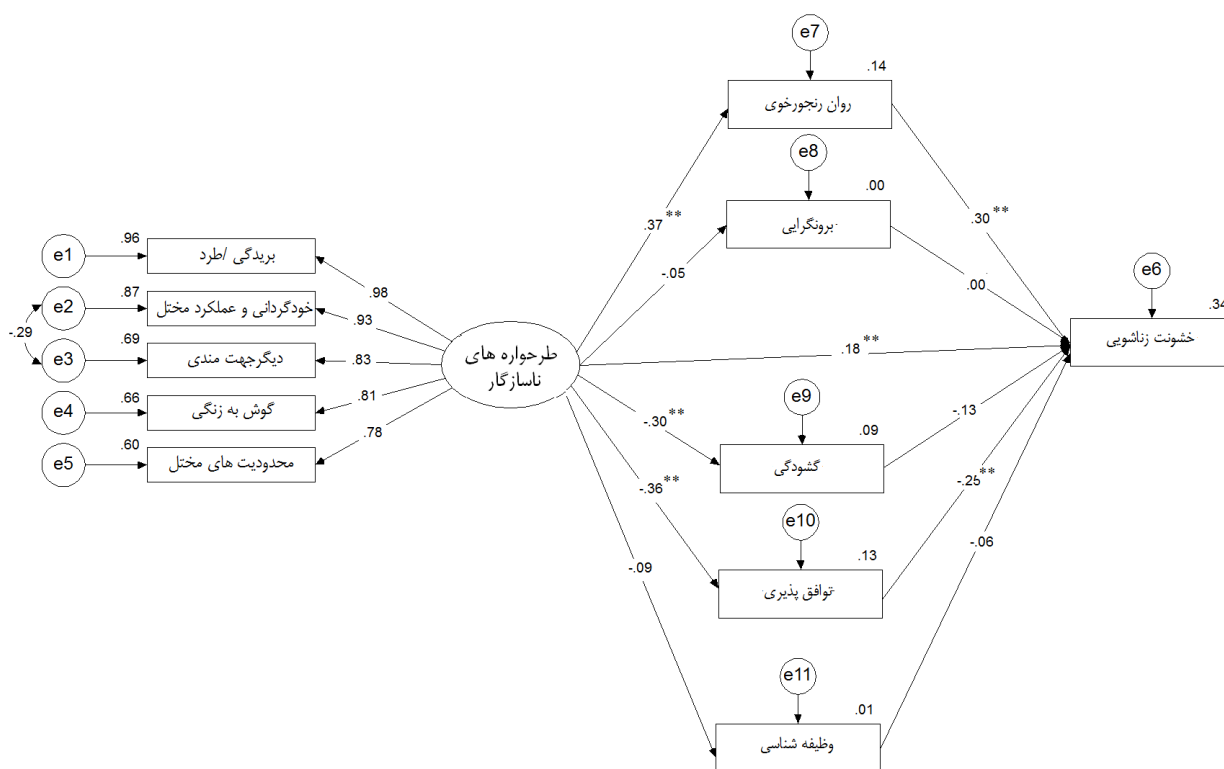 e7
.14
روان رنجورخوی
e8
.00
.37**
.30**
برونگرایی
-.05
.00
e1
.96
بریدگی /طرد
.98
e2
.87
خودگردانی و عملکرد مختل
.93
-.29
e3
.69
دیگرجهت مندی
.83
e4
.66
گوش به زنگی
.81
e5
.60
محدودیت های مختل
.78
طرحواره های
ناسازگار
.18**
e6
.34
خشونت زناشویی
e9
.09
-.30**
-.13
گشودگی
-.36**
-.25**
e10
.13
توافق پذیری
-.09
-.06
e11
.01
وظیفه شناسی